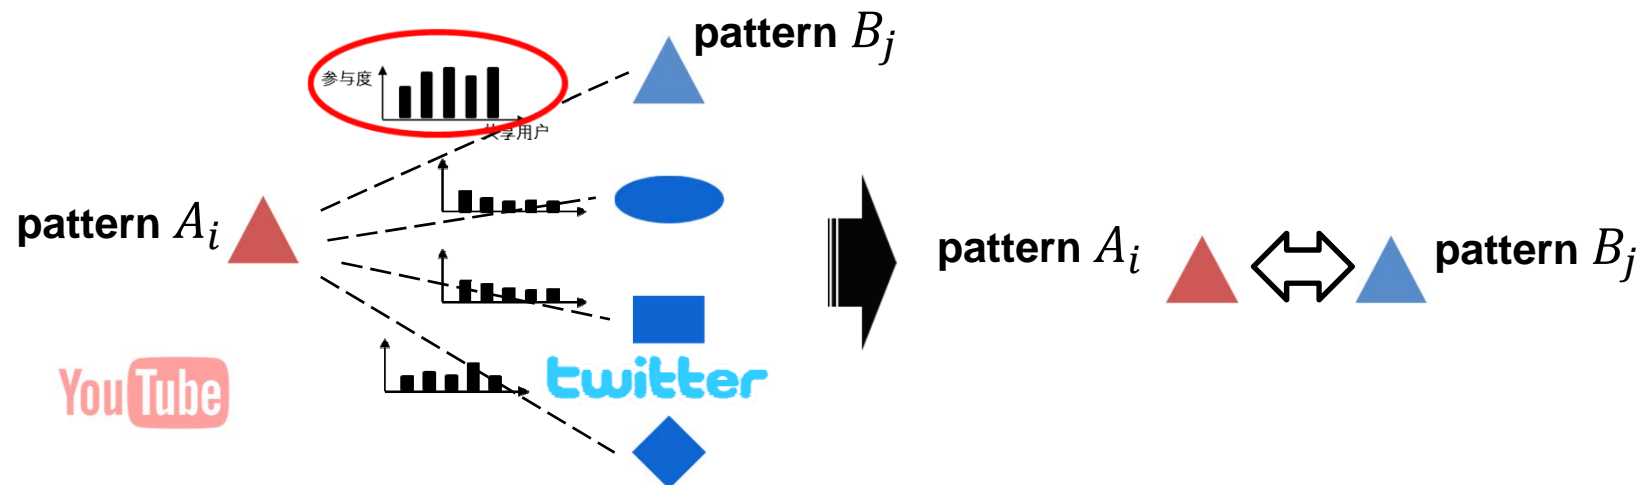 pattern Bj
参与度
共享用户
pattern Ai
pattern Ai
pattern Bj
YouTube
twitter